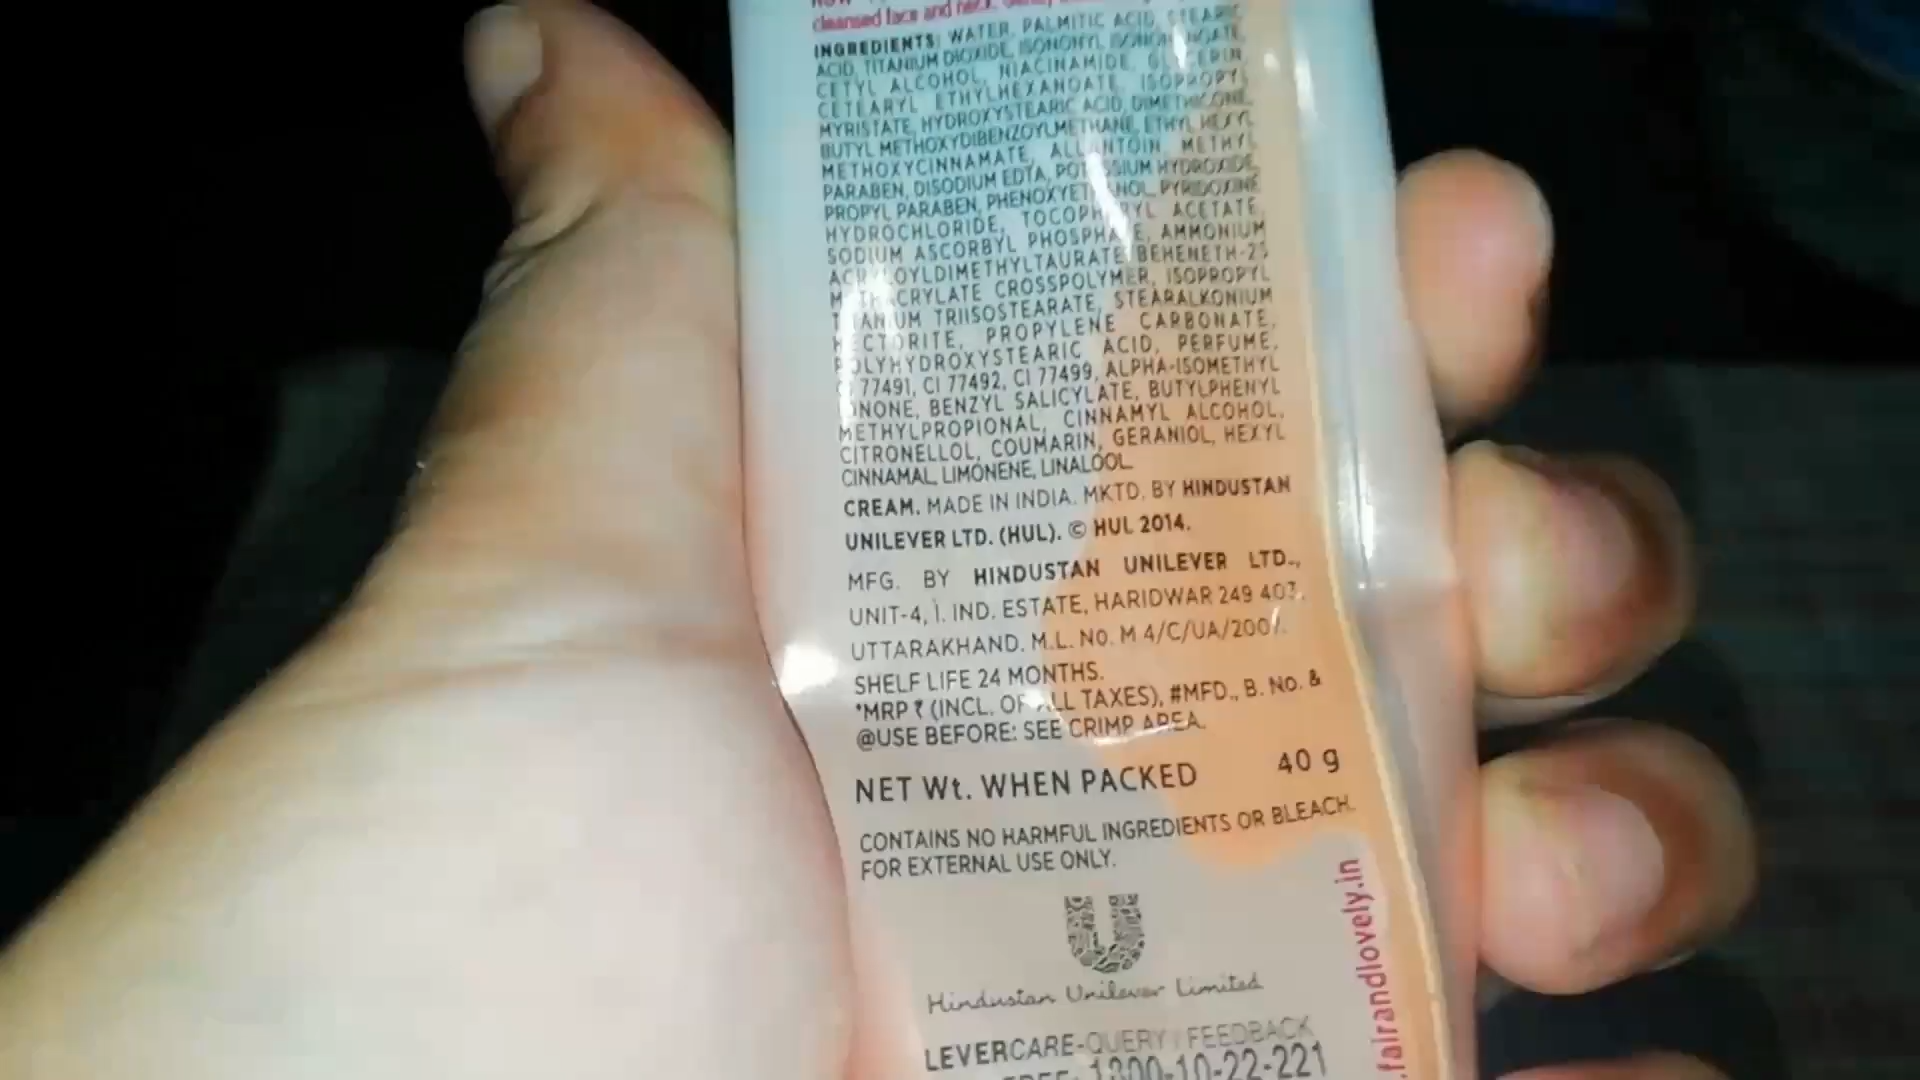 cleansed face and neck.
INGREDIENTS: WATER, PALMITIC ACID, STEARIC
ACID, TITANIUM DIOXIDE, ISONONYL
CETYL ALCOHOL, NIACINAMIDE, GLYCERIN,
CETEARYL ETHYLHEXANOATE, ISOPROPYL
MYRISTATE, HYDROXYSTEARIC ACID, DIMETHICONE,
BUTYL METHOXYDIBENZOYLMETHANE, ETHYL HEXYL
METHOXYCINNAMATE, ALLANTOIN, METHYL
PARABEN, DISODIUM EDTA, POTASSIUM HYDROXIDE,
PROPYL PARABEN, PHENOXYETHANOL, PYRIDOXINE
HYDROCHLORIDE, TOCOPHERYL ACETATE,
SODIUM ASCORBYL PHOSPHATE, AMMONIUM
ACRYLOYLDIMETHYLTAURATE/BEHENETH-25
METHACRYLATE CROSSPOLYMER, ISOPROPYL
TITANIUM TRIISOSTEARATE, STEARALKONIUM
HECTORITE, PROPYLENE CARBONATE,
POLYHYDROXYSTEARIC ACID, PERFUME,
CI 77491, CI 77492, CI 77499, ALPHA-ISOMETHYL
IONONE, BENZYL SALICYLATE, BUTYLPHENYL
METHYLPROPIONAL, CINNAMYL ALCOHOL,
CITRONELLOL, COUMARIN, GERANIOL, HEXYL
CINNAMAL, LIMONENE, LINALOOL.
CREAM. MADE IN INDIA. MKTD. BY HINDUSTAN
UNILEVER LTD. (HUL). © HUL 2014.
MFG. BY HINDUSTAN UNILEVER LTD.,
UNIT-4, I. IND. ESTATE, HARIDWAR 249 403,
UTTARAKHAND. M.L. No. M 4/C/UA/2007.
SHELF LIFE 24 MONTHS.
*MRP ₹ (INCL. OF ALL TAXES), #MFD., B. No. &
@USE BEFORE: SEE CRIMP AREA.
NET Wt. WHEN PACKED 40 g
CONTAINS NO HARMFUL INGREDIENTS OR BLEACH.
FOR EXTERNAL USE ONLY.
U
Hindustan Unilever Limited
LEVERCARE-QUERY / FEEDBACK
1800-10-22-221
.fairandlovely.in